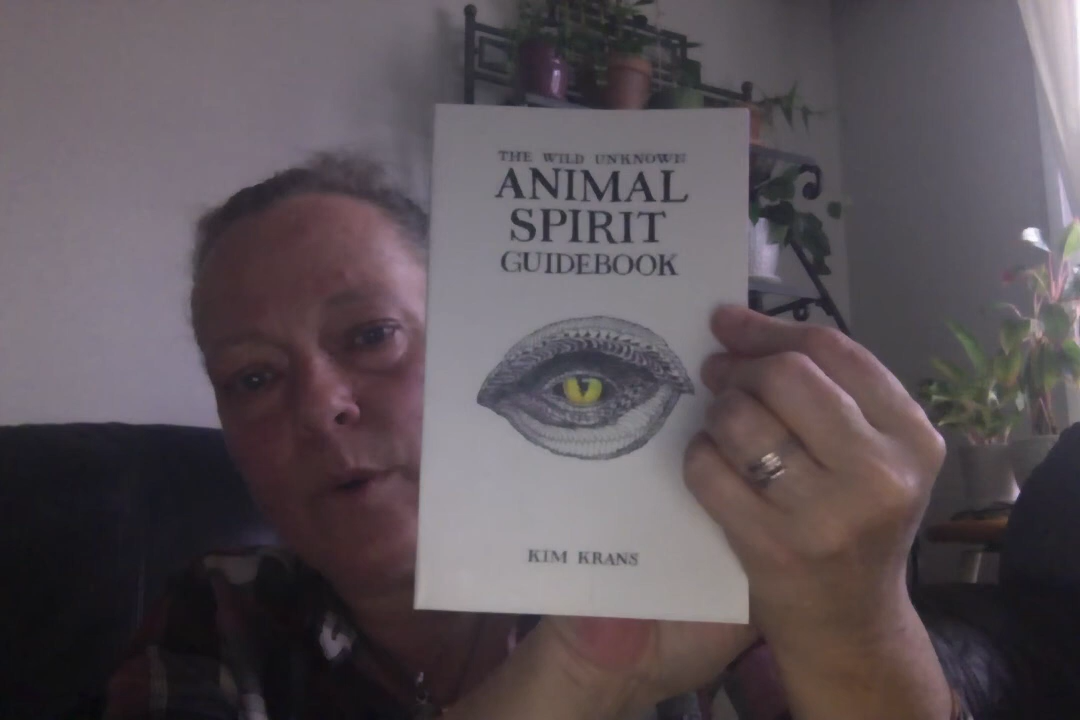 THE WILD UNKNOWN
ANIMAL
SPIRIT
GUIDEBOOK
KIM KRANS